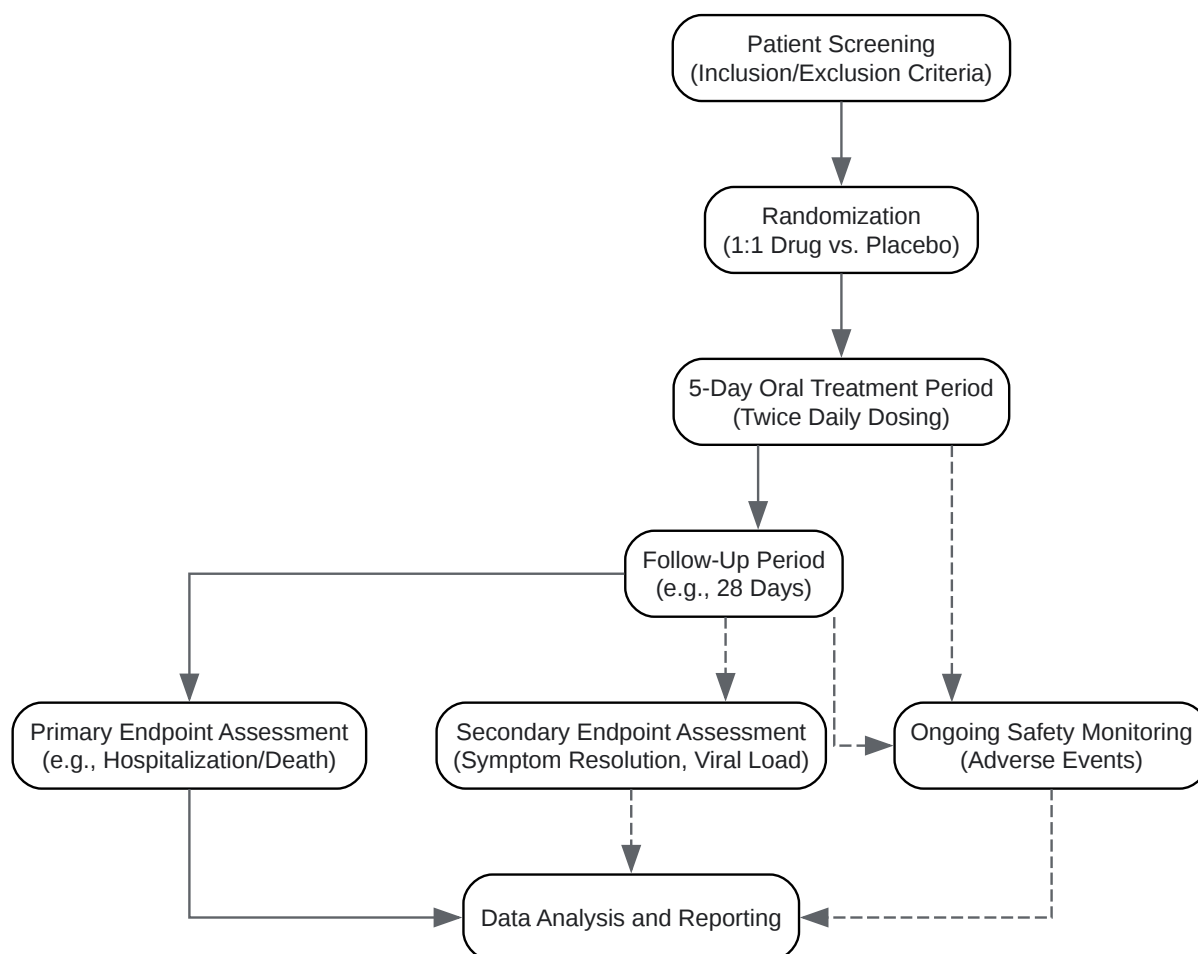 Patient Screening
(Inclusion/Exclusion Criteria)
Randomization
(1:1 Drug vs. Placebo)
5-Day Oral Treatment Period
(Twice Daily Dosing)
Follow-Up Period
(e.g., 28 Days)
Primary Endpoint Assessment
(e.g., Hospitalization/Death)
Secondary Endpoint Assessment
(Symptom Resolution, Viral Load)
Ongoing Safety Monitoring
(Adverse Events)
Data Analysis and Reporting